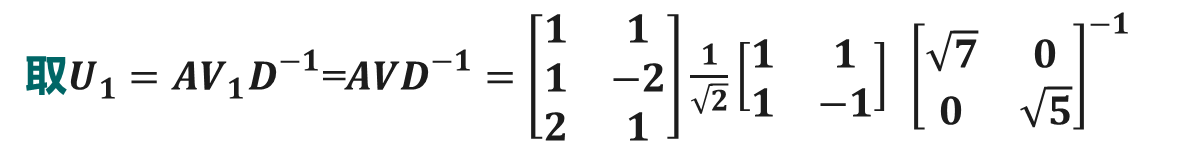 取U₁ = AV₁D⁻¹=AVD⁻¹ = [1 1; 1 −2; 2 1] 1/√2 [1 1; 1 −1] [√7 0; 0 √5]⁻¹